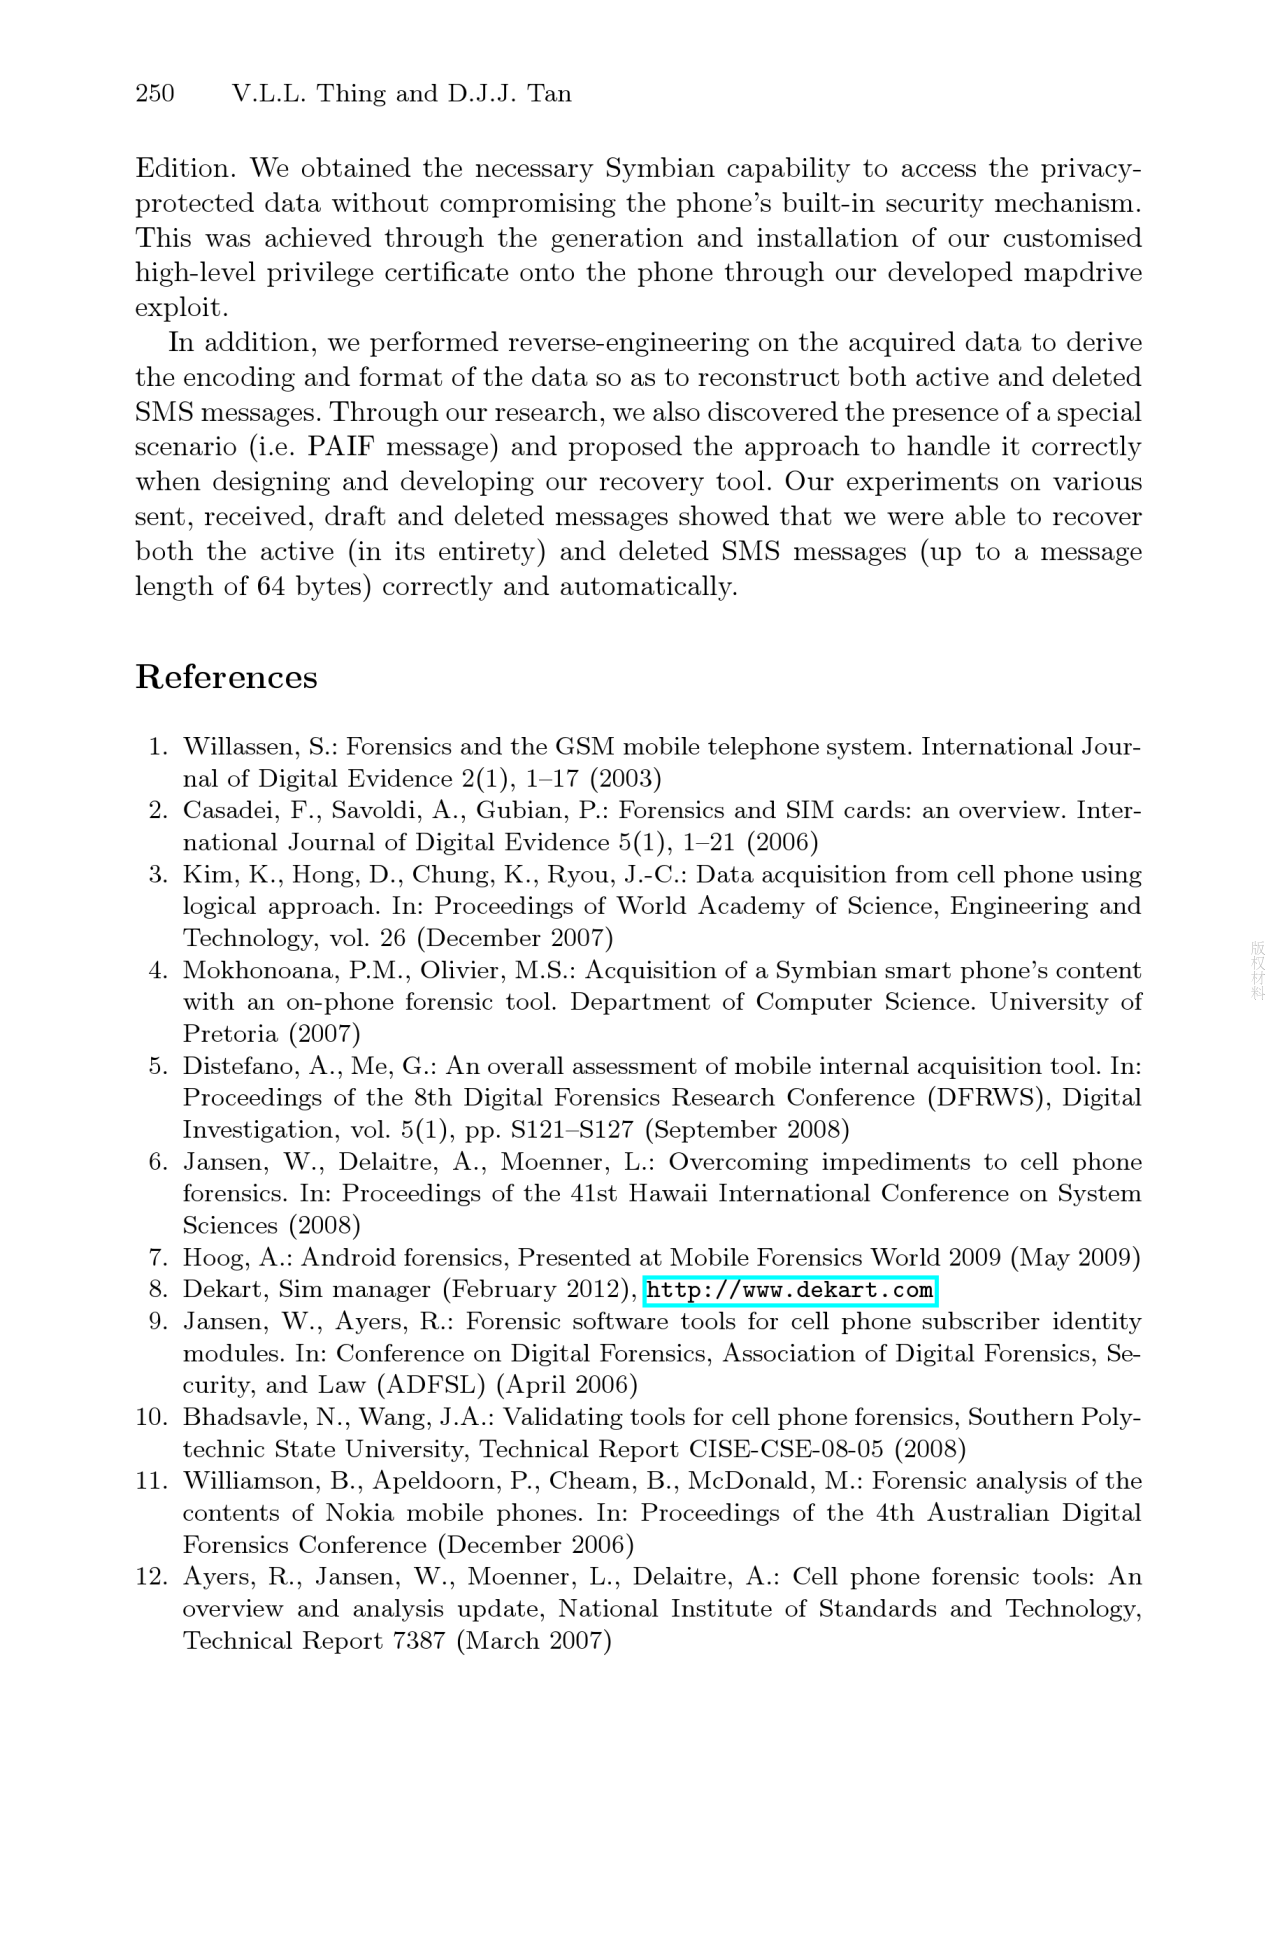 250 V.L.L. Thing and D.J.J. Tan
Edition. We obtained the necessary Symbian capability to access the privacy-
protected data without compromising the phone's built-in security mechanism.
This was achieved through the generation and installation of our customised
high-level privilege certificate onto the phone through our developed mapdrive
exploit.
In addition, we performed reverse-engineering on the acquired data to derive
the encoding and format of the data so as to reconstruct both active and deleted
SMS messages. Through our research, we also discovered the presence of a special
scenario (i.e. PAIF message) and proposed the approach to handle it correctly
when designing and developing our recovery tool. Our experiments on various
sent, received, draft and deleted messages showed that we were able to recover
both the active (in its entirety) and deleted SMS messages (up to a message
length of 64 bytes) correctly and automatically.
References
1. Willassen, S.: Forensics and the GSM mobile telephone system. International Jour-
nal of Digital Evidence 2(1), 1–17 (2003)
2. Casadei, F., Savoldi, A., Gubian, P.: Forensics and SIM cards: an overview. Inter-
national Journal of Digital Evidence 5(1), 1–21 (2006)
3. Kim, K., Hong, D., Chung, K., Ryou, J.-C.: Data acquisition from cell phone using
logical approach. In: Proceedings of World Academy of Science, Engineering and
Technology, vol. 26 (December 2007)
4. Mokhonoana, P.M., Olivier, M.S.: Acquisition of a Symbian smart phone's content
with an on-phone forensic tool. Department of Computer Science. University of
Pretoria (2007)
5. Distefano, A., Me, G.: An overall assessment of mobile internal acquisition tool. In:
Proceedings of the 8th Digital Forensics Research Conference (DFRWS), Digital
Investigation, vol. 5(1), pp. S121–S127 (September 2008)
6. Jansen, W., Delaitre, A., Moenner, L.: Overcoming impediments to cell phone
forensics. In: Proceedings of the 41st Hawaii International Conference on System
Sciences (2008)
7. Hoog, A.: Android forensics, Presented at Mobile Forensics World 2009 (May 2009)
8. Dekart, Sim manager (February 2012), http://www.dekart.com
9. Jansen, W., Ayers, R.: Forensic software tools for cell phone subscriber identity
modules. In: Conference on Digital Forensics, Association of Digital Forensics, Se-
curity, and Law (ADFSL) (April 2006)
10. Bhadsavle, N., Wang, J.A.: Validating tools for cell phone forensics, Southern Poly-
technic State University, Technical Report CISE-CSE-08-05 (2008)
11. Williamson, B., Apeldoorn, P., Cheam, B., McDonald, M.: Forensic analysis of the
contents of Nokia mobile phones. In: Proceedings of the 4th Australian Digital
Forensics Conference (December 2006)
12. Ayers, R., Jansen, W., Moenner, L., Delaitre, A.: Cell phone forensic tools: An
overview and analysis update, National Institute of Standards and Technology,
Technical Report 7387 (March 2007)
版权材料